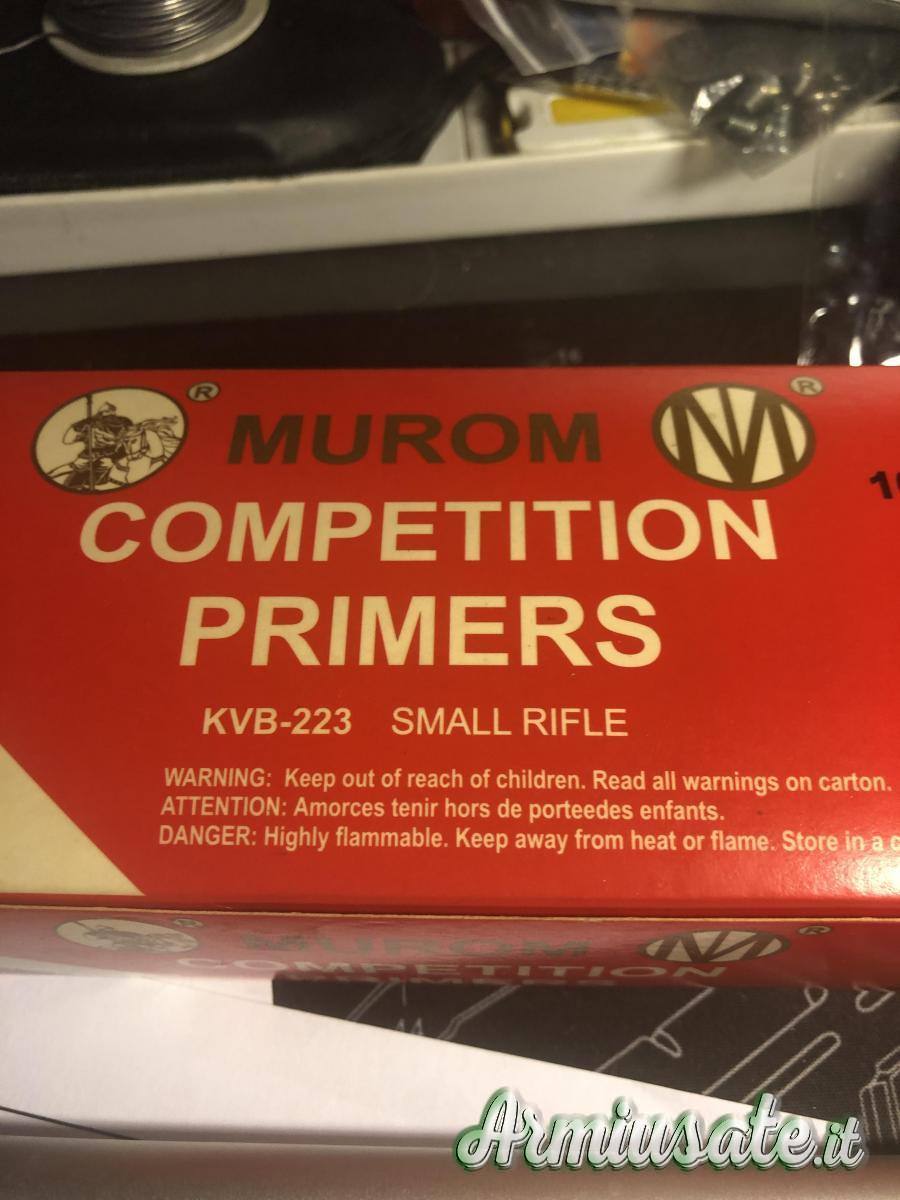 MUROM
COMPETITION
PRIMERS
KVB-223 SMALL RIFLE
WARNING: Keep out of reach of children. Read all warnings on carton.
ATTENTION: Amorces tenir hors de porteedes enfants.
DANGER: Highly flammable. Keep away from heat or flame. Store in a
MUROM
COMPETITION
Armiusate.it